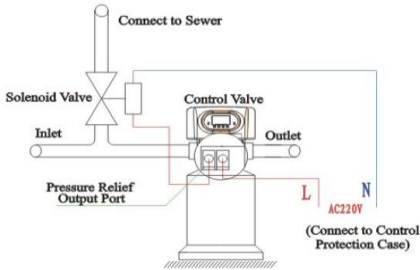 Connect to Sewer
Solenoid Valve
Control Valve
Inlet
Outlet
Pressure Relief
Output Port
L
N
AC220V
(Connect to Control
Protection Case)